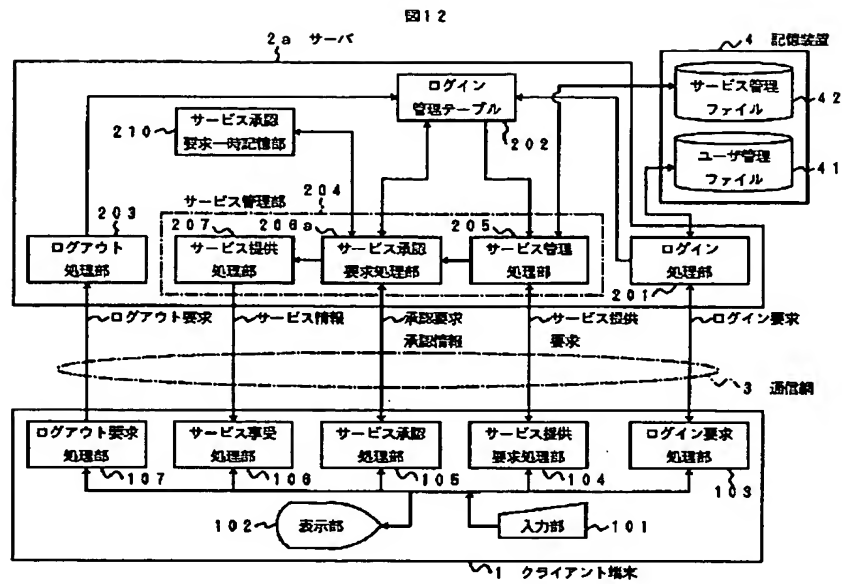 図12
2a サーバ
4 記憶装置
ログイン
管理テーブル
202
サービス管理
ファイル
42
ユーザ管理
ファイル
41
210
サービス承認
要求一時記憶部
サービス管理部
204
203
ログアウト
処理部
207
サービス提供
処理部
206a
サービス承認
要求処理部
205
サービス管理
処理部
ログイン
処理部
201
ログアウト要求
サービス情報
承認要求
承認情報
サービス提供
要求
ログイン要求
3 通信網
ログアウト要求
処理部
107
サービス享受
処理部
106
サービス承認
処理部
105
サービス提供
要求処理部
104
ログイン要求
処理部
103
102
表示部
入力部
101
1 クライアント端末